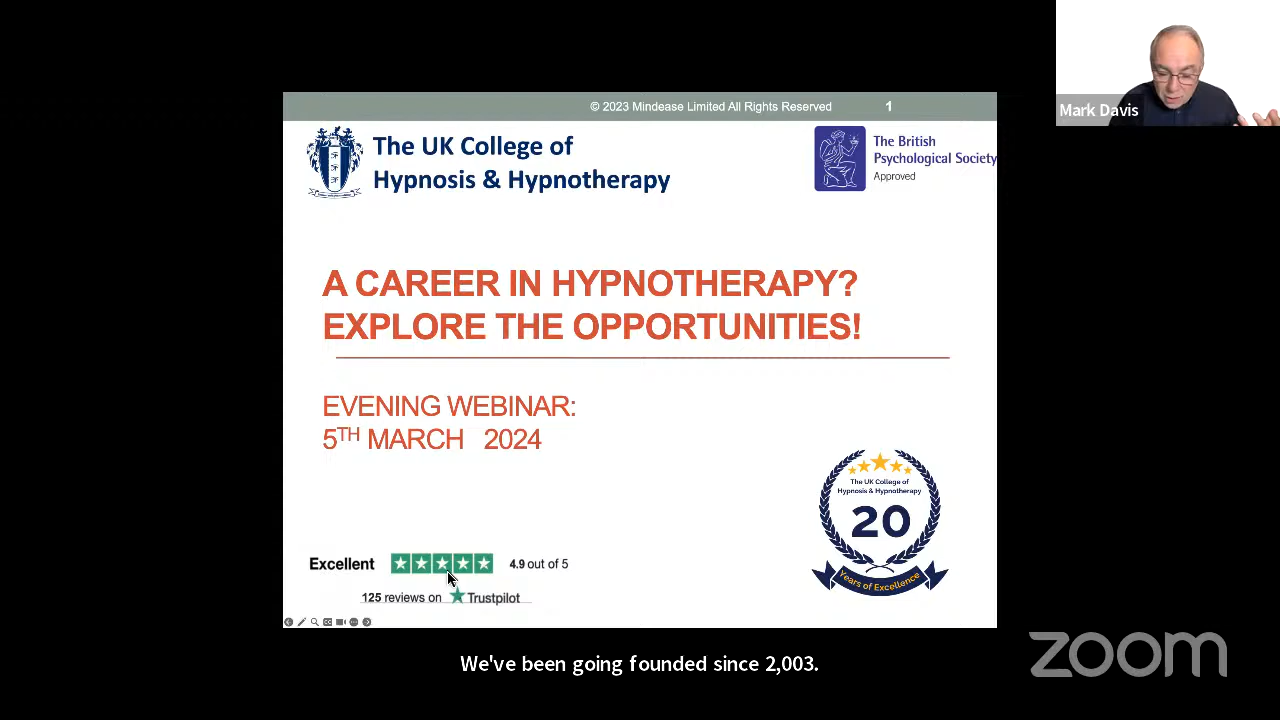 © 2023 Mindease Limited All Rights Reserved 1
The UK College of
Hypnosis & Hypnotherapy
The British
Psychological Society
Approved
Mark Davis
A CAREER IN HYPNOTHERAPY?
EXPLORE THE OPPORTUNITIES!
EVENING WEBINAR:
5TH MARCH 2024
The UK College of
Hypnosis & Hypnotherapy
20
Years of Excellence
Excellent 4.9 out of 5
125 reviews on Trustpilot
We've been going founded since 2,003.
zoom